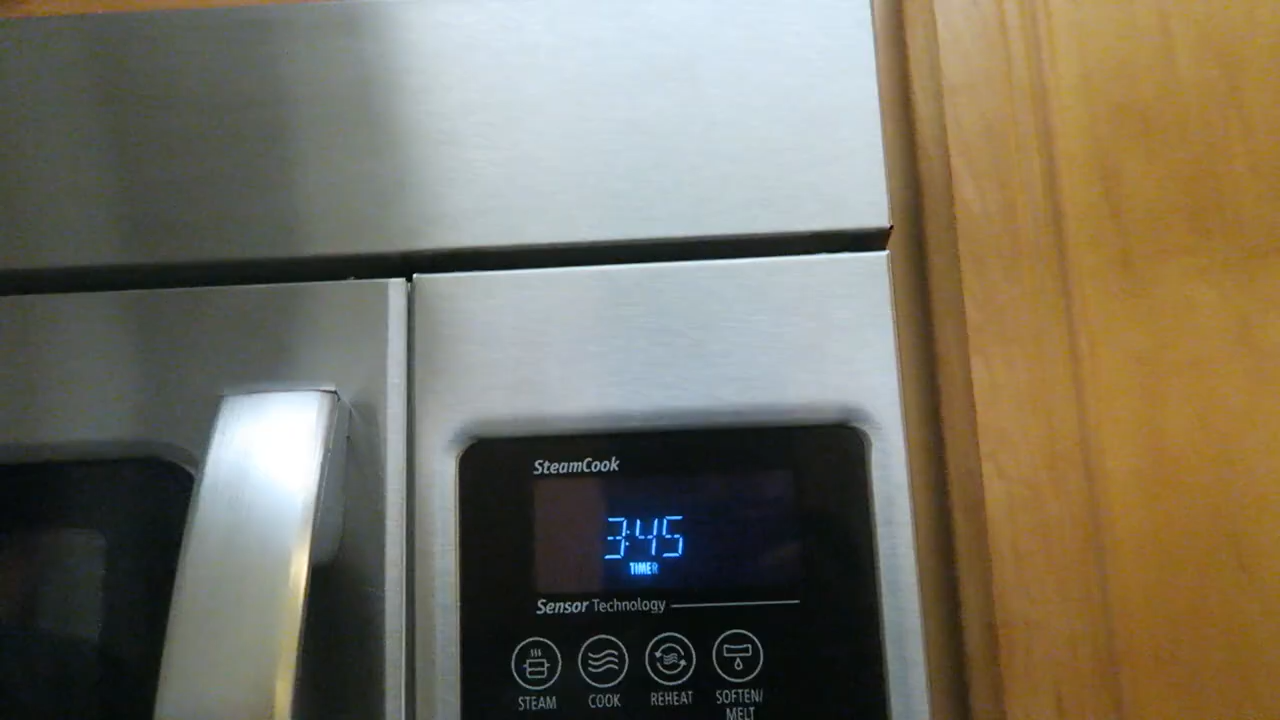 SteamCook
3:45
TIMER
Sensor Technology
STEAM
COOK
REHEAT
SOFTEN/
MELT